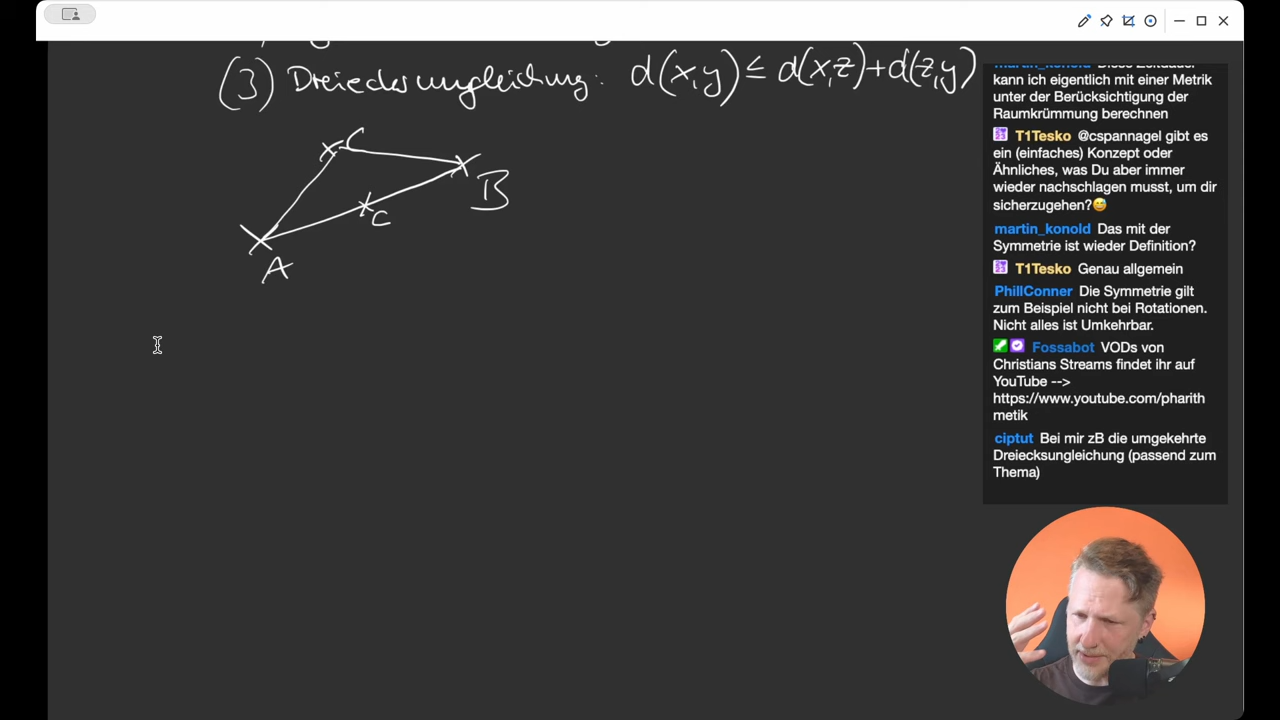 (3) Dreiecksungleichung: d(x,y) ≤ d(x,z)+d(z,y)
C
B
C
A
kann ich eigentlich mit einer Metrik
unter der Berücksichtigung der
Raumkrümmung berechnen
T1Tesko @cspannagel gibt es
ein (einfaches) Konzept oder
Ähnliches, was Du aber immer
wieder nachschlagen musst, um dir
sicherzugehen?😅
martin_konold Das mit der
Symmetrie ist wieder Definition?
T1Tesko Genau allgemein
PhillConner Die Symmetrie gilt
zum Beispiel nicht bei Rotationen.
Nicht alles ist Umkehrbar.
Fossabot VODs von
Christians Streams findet ihr auf
YouTube -->
https://www.youtube.com/pharith
metik
ciptut Bei mir zB die umgekehrte
Dreiecksungleichung (passend zum
Thema)